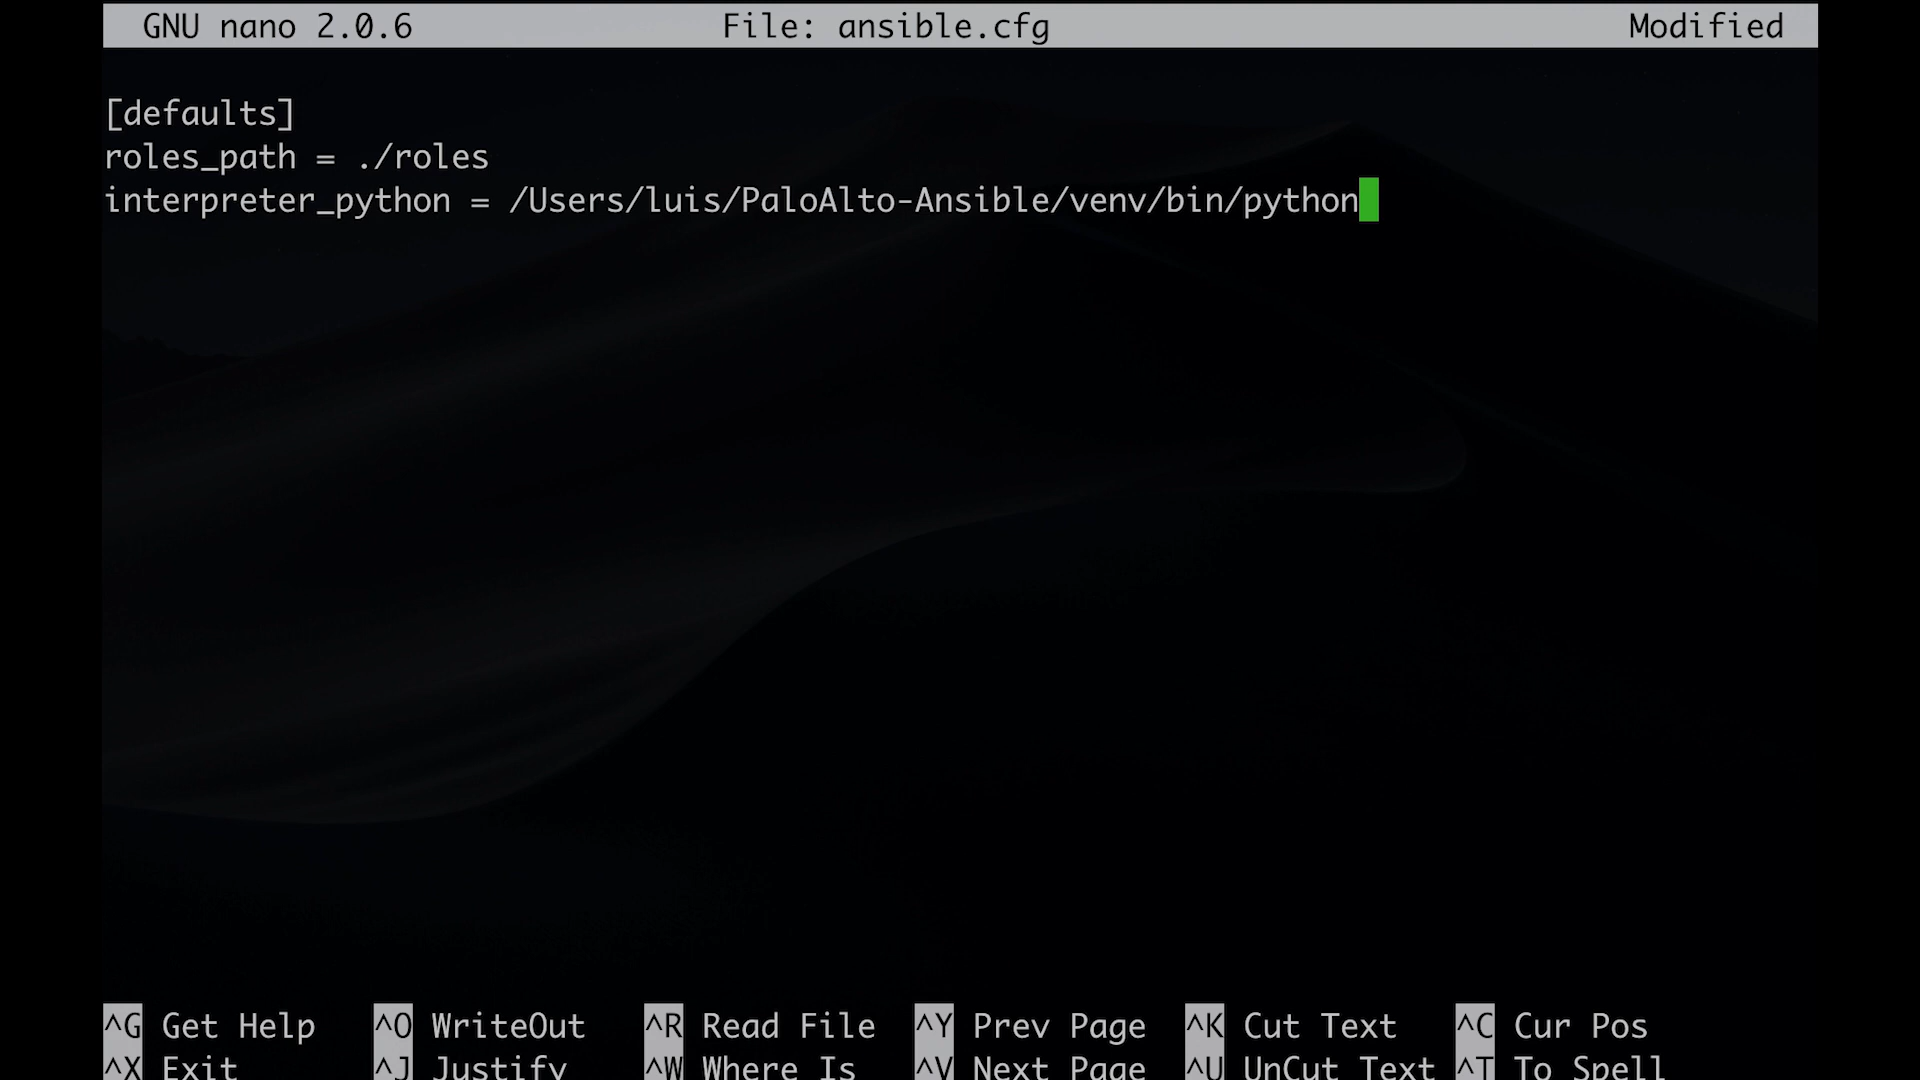 GNU nano 2.0.6 File: ansible.cfg Modified
[defaults]
roles_path = ./roles
interpreter_python = /Users/luis/PaloAlto-Ansible/venv/bin/python
^G Get Help ^O WriteOut ^R Read File ^Y Prev Page ^K Cut Text ^C Cur Pos
^X Exit ^J Justify ^W Where Is ^V Next Page ^U UnCut Text ^T To Spell